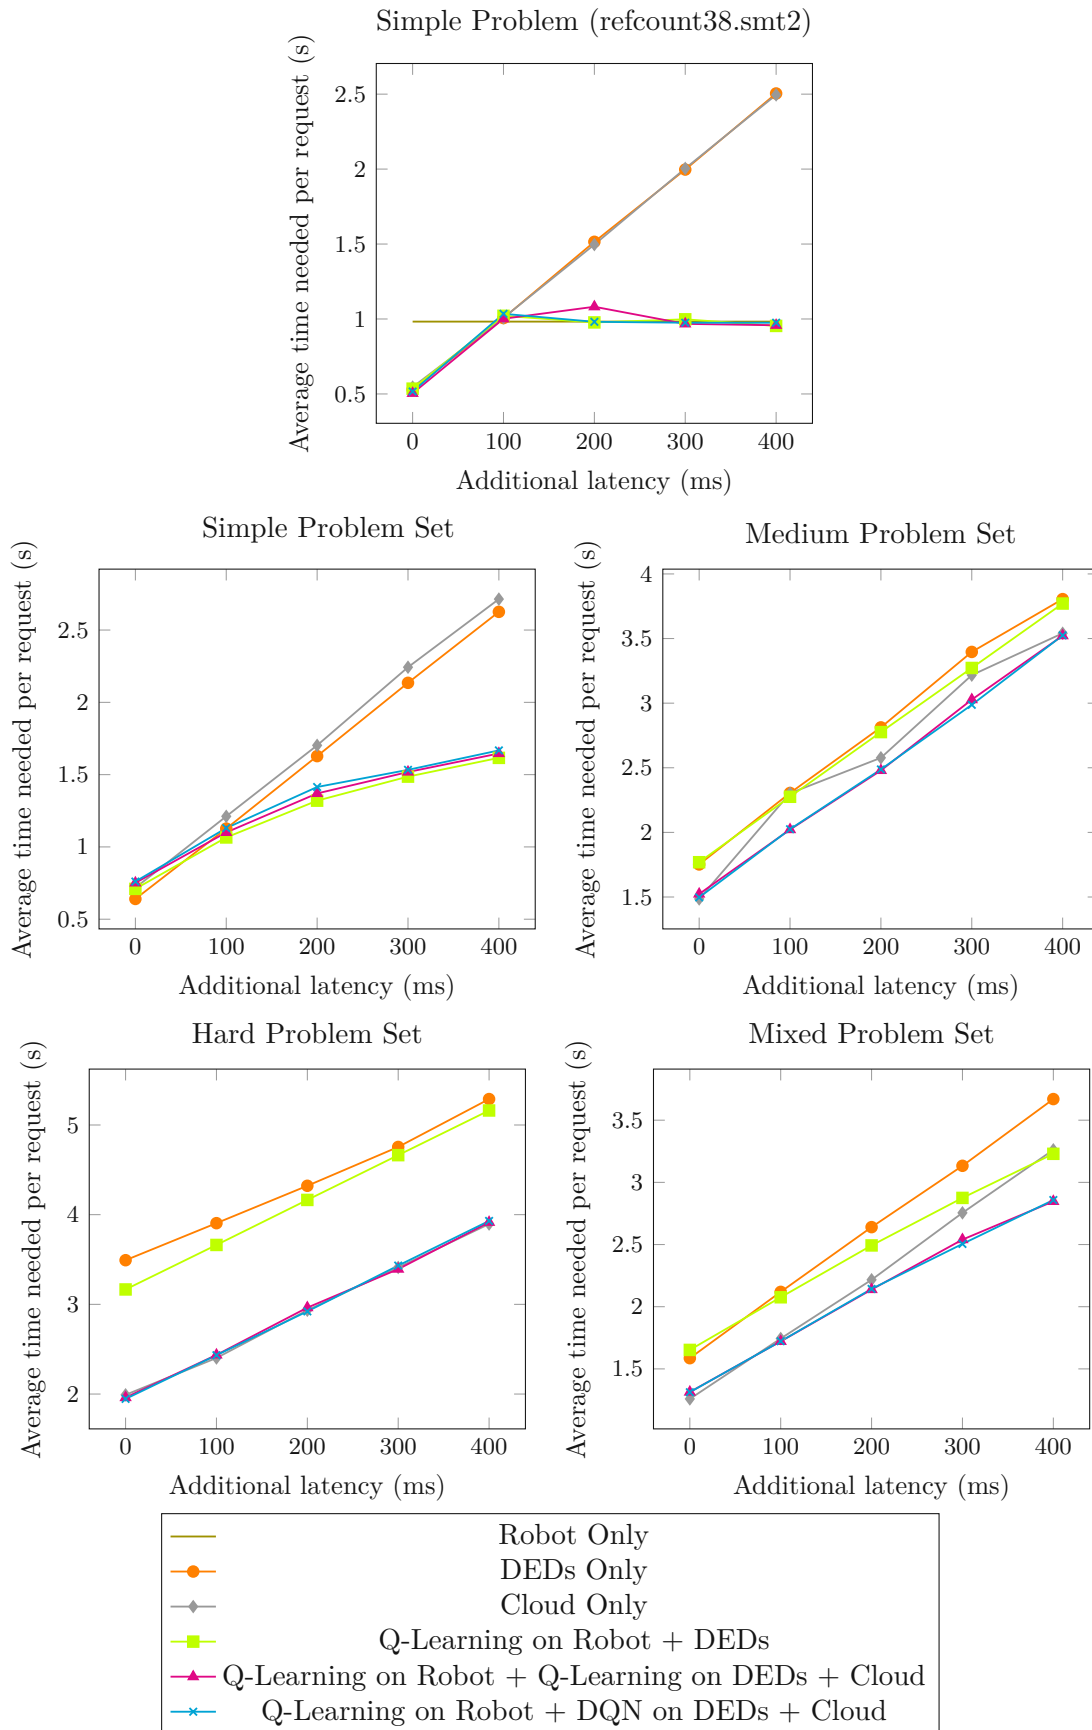 Simple Problem (refcount38.smt2)
Average time needed per request (s)
2.5
2
1.5
1
0.5
0 100 200 300 400
Additional latency (ms)
Simple Problem Set
Average time needed per request (s)
2.5
2
1.5
1
0.5
0 100 200 300 400
Additional latency (ms)
Medium Problem Set
Average time needed per request (s)
4
3.5
3
2.5
2
1.5
0 100 200 300 400
Additional latency (ms)
Hard Problem Set
Average time needed per request (s)
5
4
3
2
0 100 200 300 400
Additional latency (ms)
Mixed Problem Set
Average time needed per request (s)
3.5
3
2.5
2
1.5
0 100 200 300 400
Additional latency (ms)
Robot Only
DEDs Only
Cloud Only
Q-Learning on Robot + DEDs
Q-Learning on Robot + Q-Learning on DEDs + Cloud
Q-Learning on Robot + DQN on DEDs + Cloud